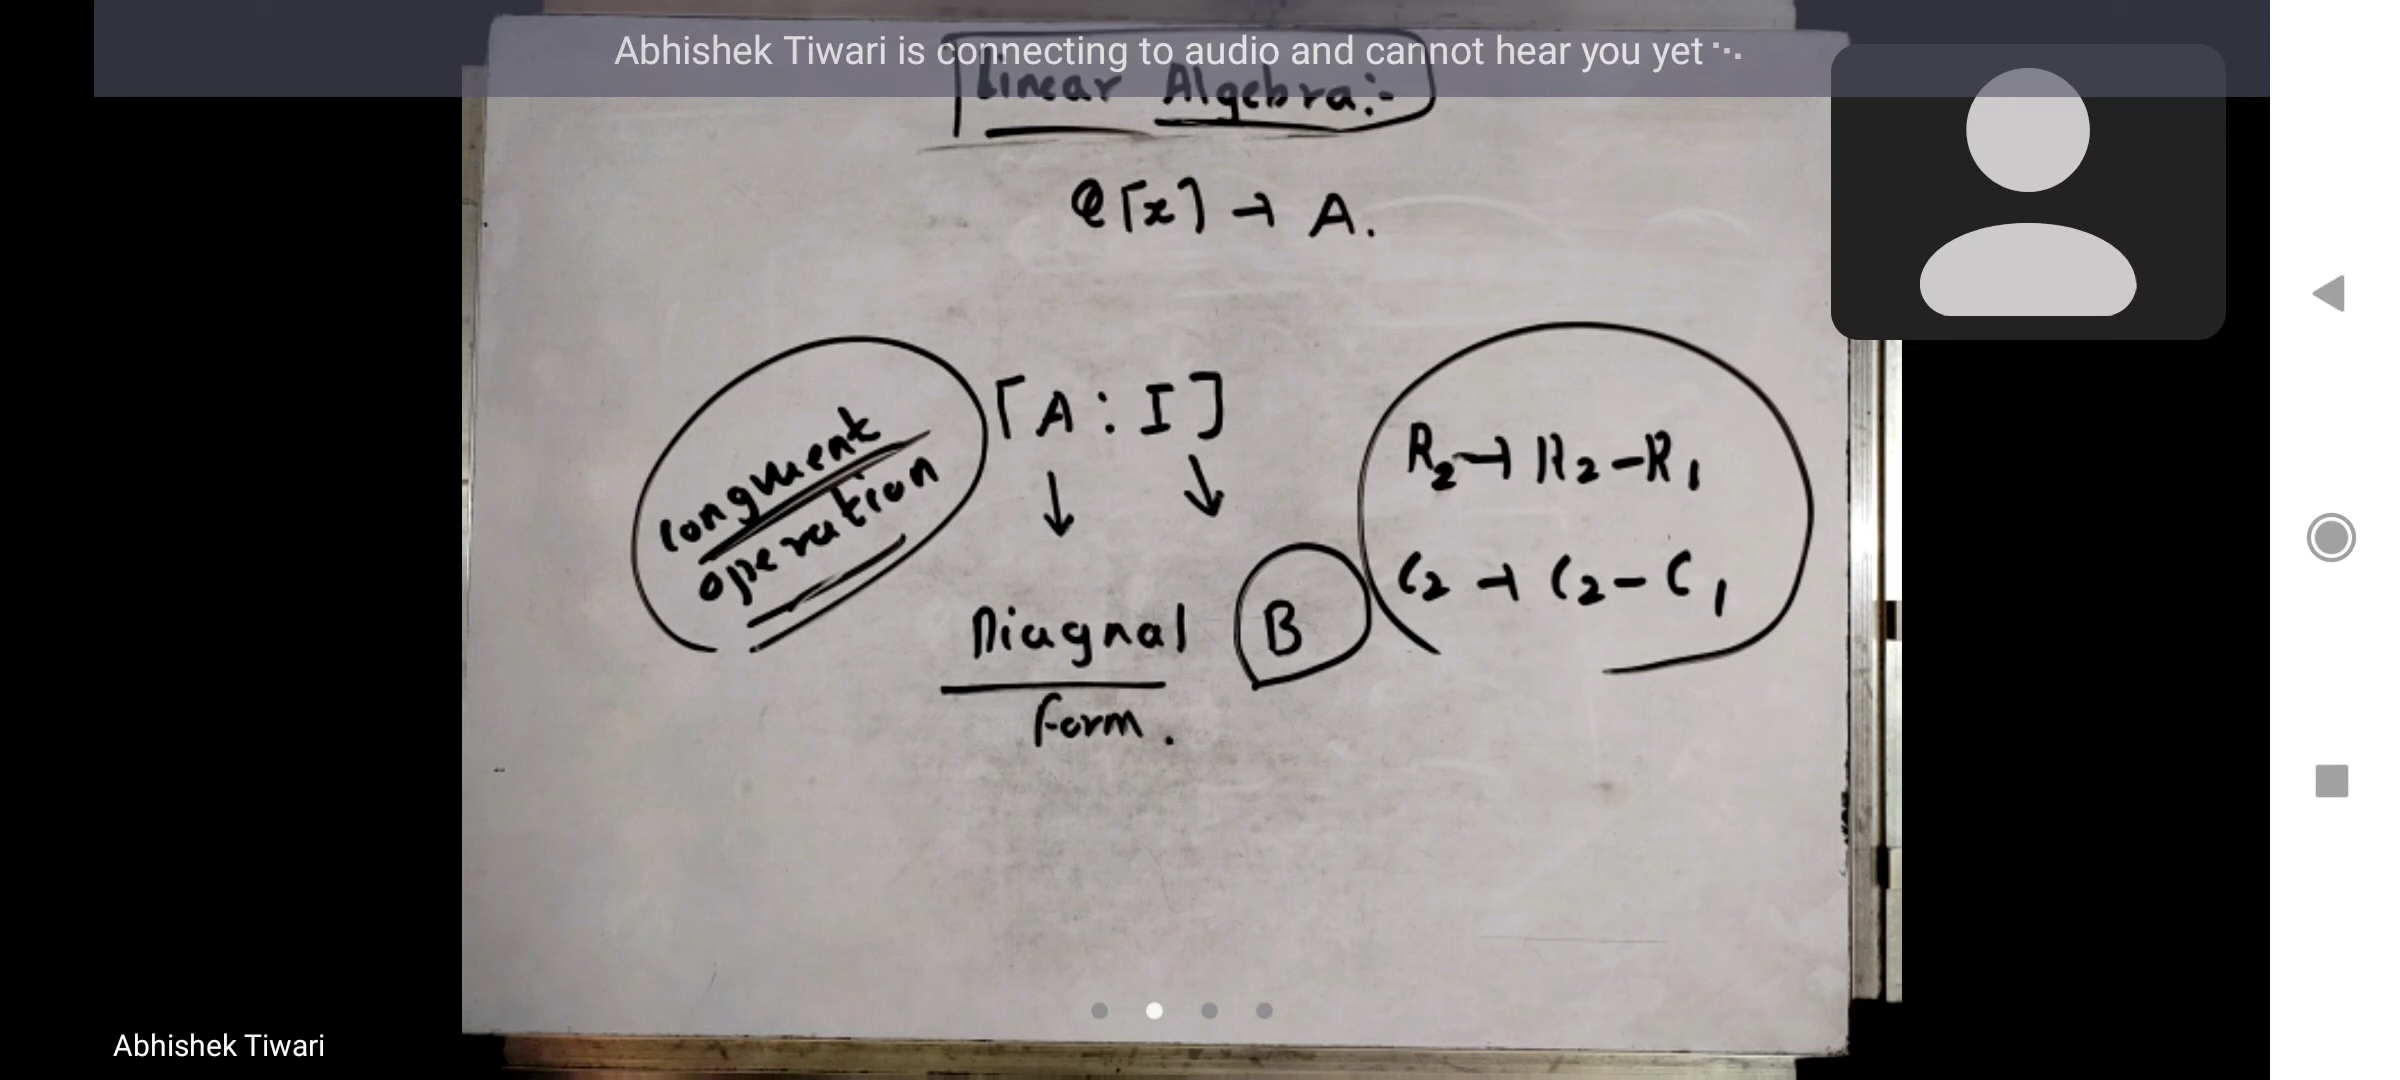 Abhishek Tiwari is connecting to audio and cannot hear you yet
Linear Algebra:-
Q[x] → A.
[A : I]
congruent
operation
R2 → R2 - R1
C2 → C2 - C1
Diagnal B
form.
Abhishek Tiwari